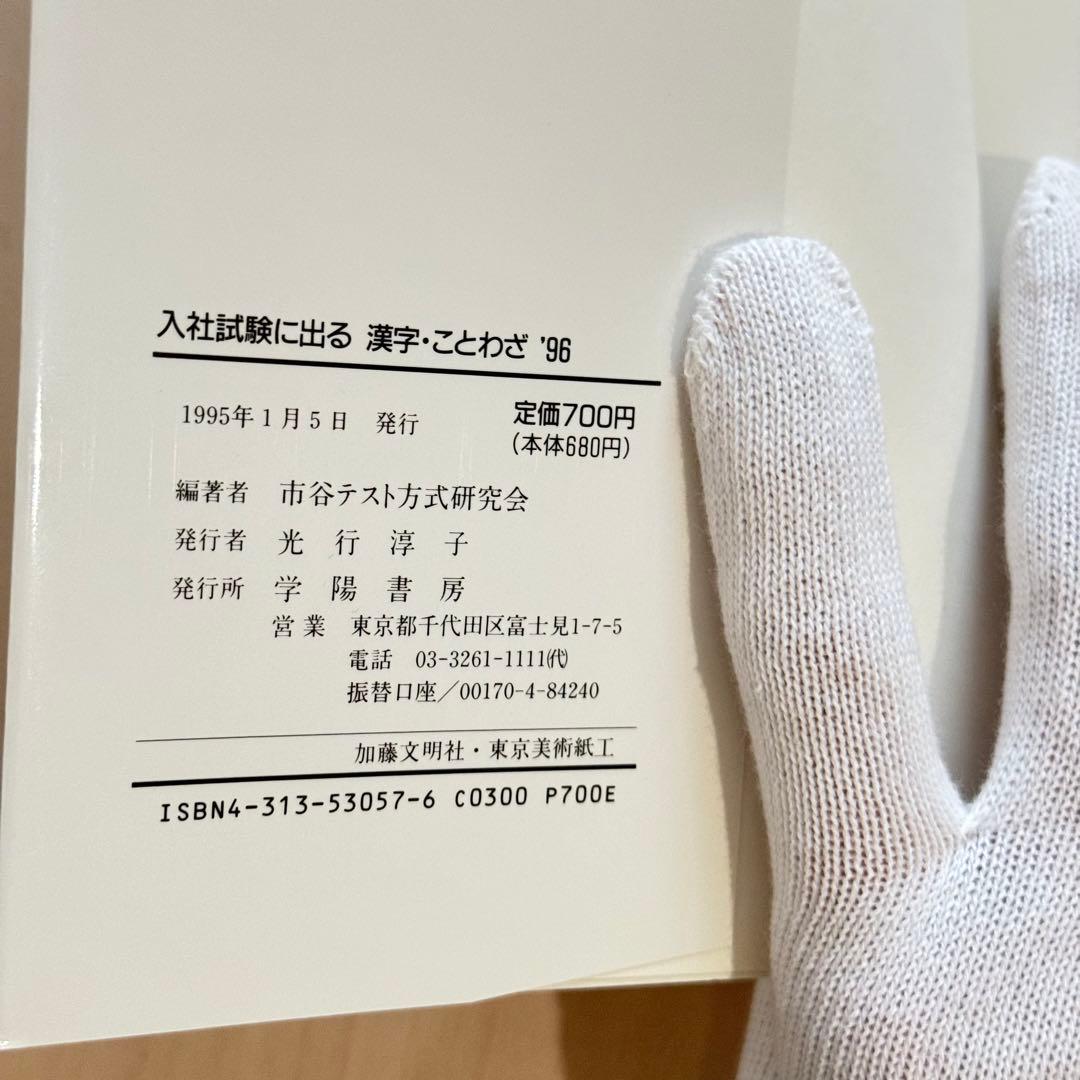 入社試験に出る 漢字・ことわざ '96
1995年1月5日 発行 定価700円
(本体680円)
編著者 市谷テスト方式研究会
発行者 光行淳子
発行所 学陽書房
営業 東京都千代田区富士見1-7-5
電話 03-3261-1111㈹
振替口座／00170-4-84240
加藤文明社・東京美術紙工
ISBN4-313-53057-6 C0300 P700E